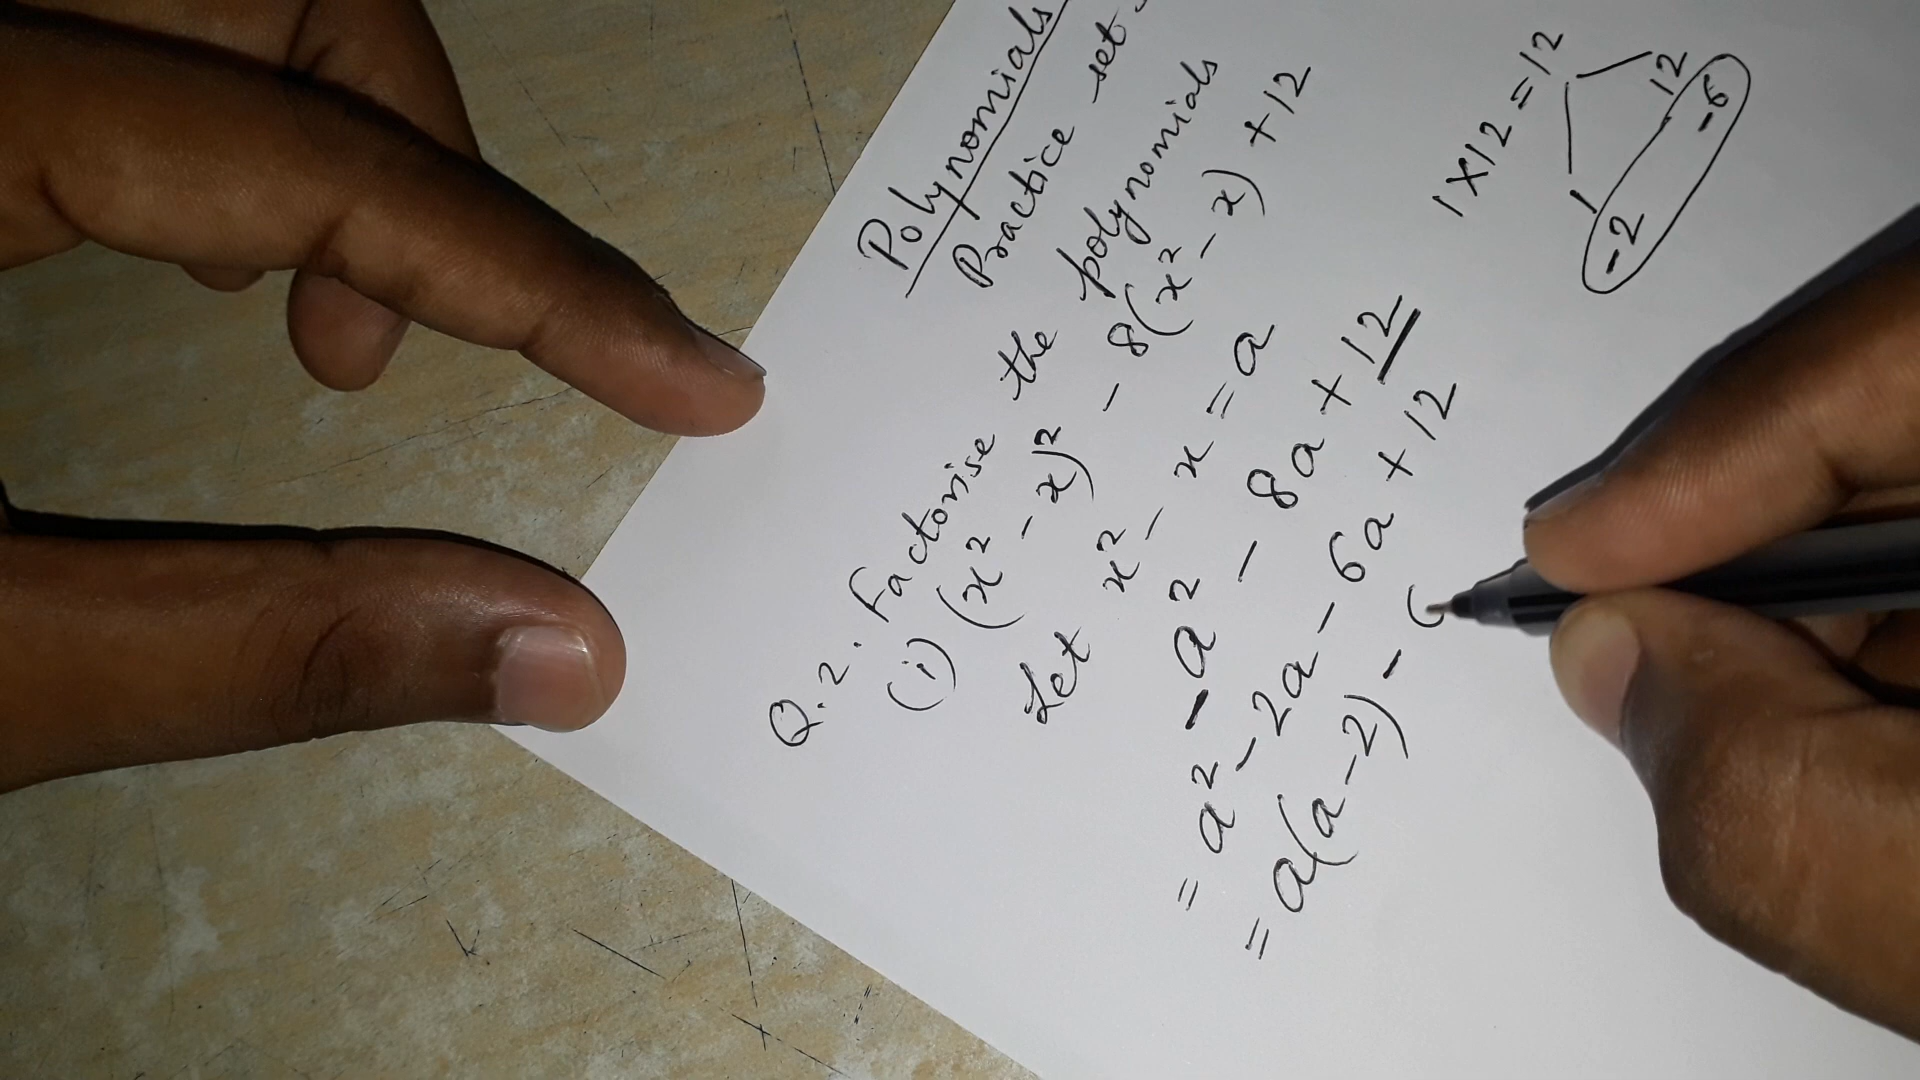 Polynomials
Practice set
Q.2. Factorise the polynomials
(i) (x² - x)² - 8(x² - x) + 12
Let x² - x = a
- a² - 8a + 12
= a² - 2a - 6a + 12
= a(a - 2) -
1 X 12 = 12
1 12
-2 -6